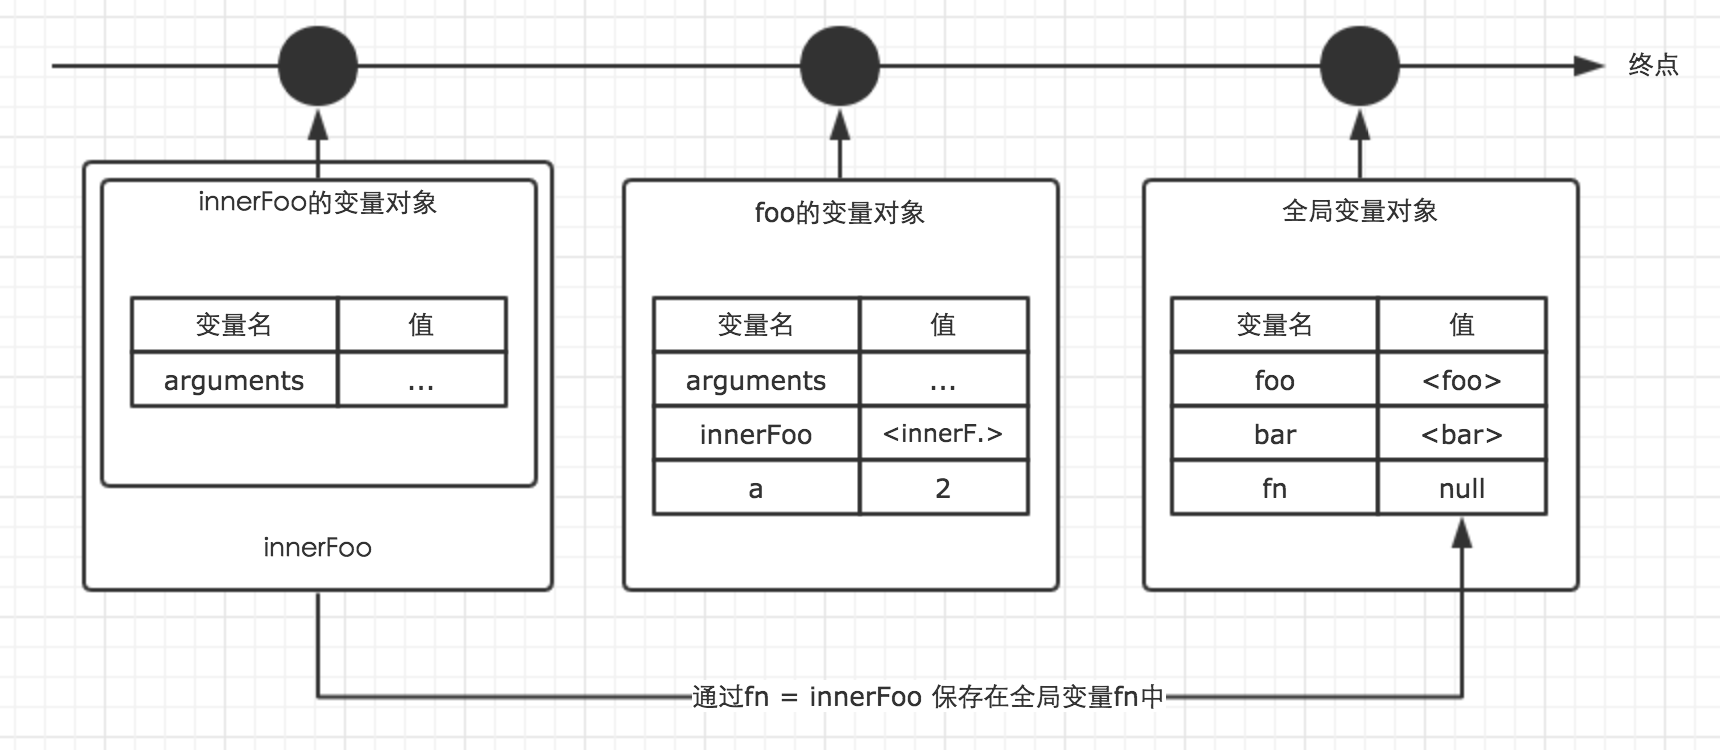 终点
innerFoo的变量对象
变量名 值
arguments ...
innerFoo
foo的变量对象
变量名 值
arguments ...
innerFoo <innerF.>
a 2
全局变量对象
变量名 值
foo <foo>
bar <bar>
fn null
通过fn = innerFoo 保存在全局变量fn中